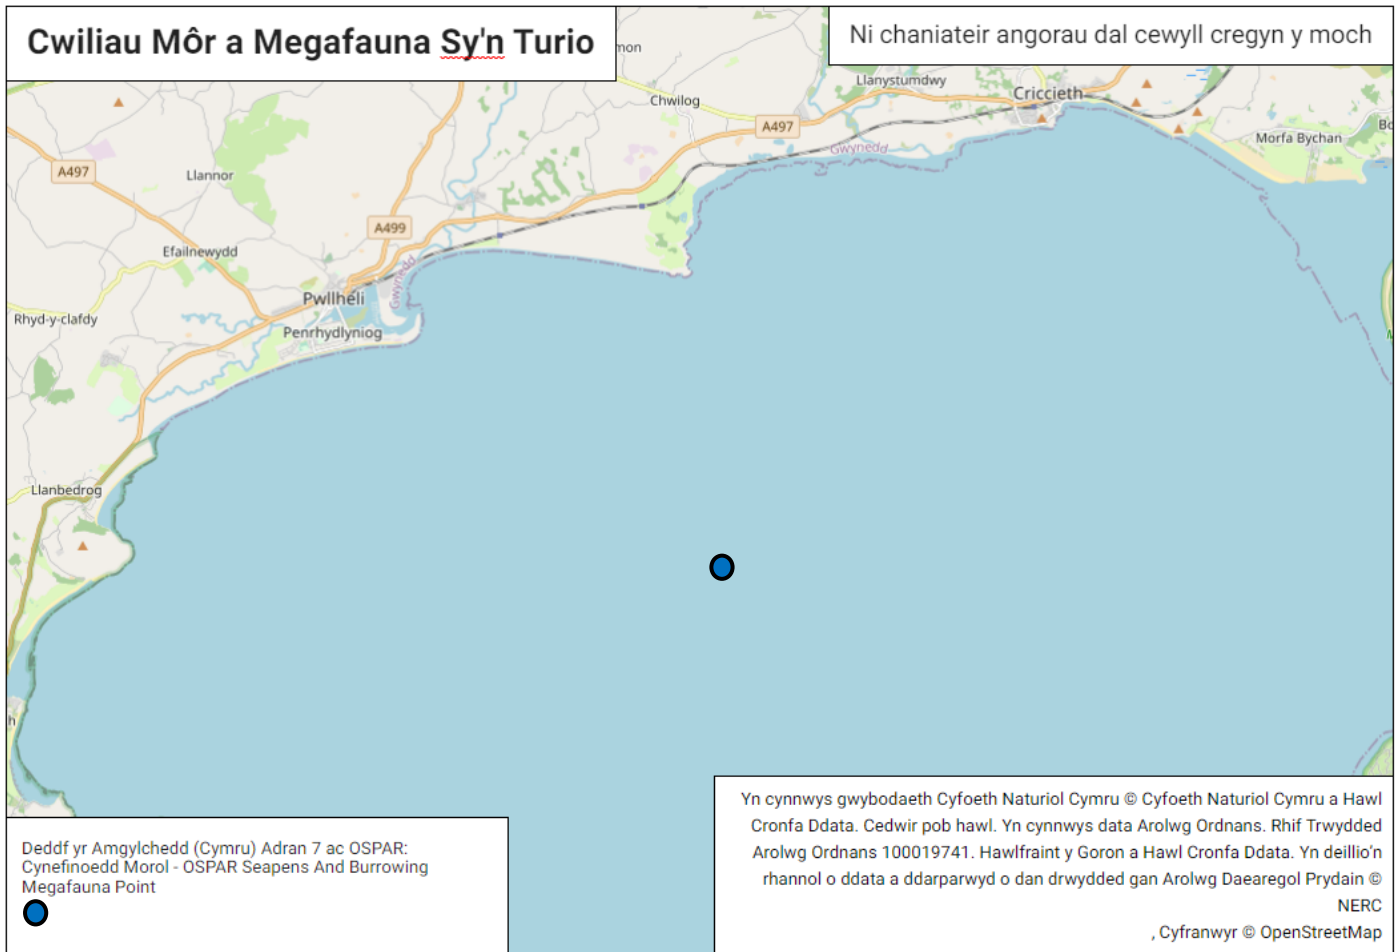 Cwiliau Môr a Megafauna Sy'n Turio
Ni chaniateir angorau dal cewyll cregyn y moch
mon
Llanystumdwy
Chwilog
Criccieth
A497
Gwynedd
Morfa Bychan
Bo
A497
Llannor
A499
Efailnewydd
Gwynedd
Pwllheli
Rhyd-y-clafdy
Penrhydlyniog
M
Llanbedrog
h
Deddf yr Amgylchedd (Cymru) Adran 7 ac OSPAR:
Cynefinoedd Morol - OSPAR Seapens And Burrowing
Megafauna Point
Yn cynnwys gwybodaeth Cyfoeth Naturiol Cymru © Cyfoeth Naturiol Cymru a Hawl
Cronfa Ddata. Cedwir pob hawl. Yn cynnwys data Arolwg Ordnans. Rhif Trwydded
Arolwg Ordnans 100019741. Hawlfraint y Goron a Hawl Cronfa Ddata. Yn deillio'n
rhannol o ddata a ddarparwyd o dan drwydded gan Arolwg Daearegol Prydain ©
NERC
, Cyfranwyr © OpenStreetMap